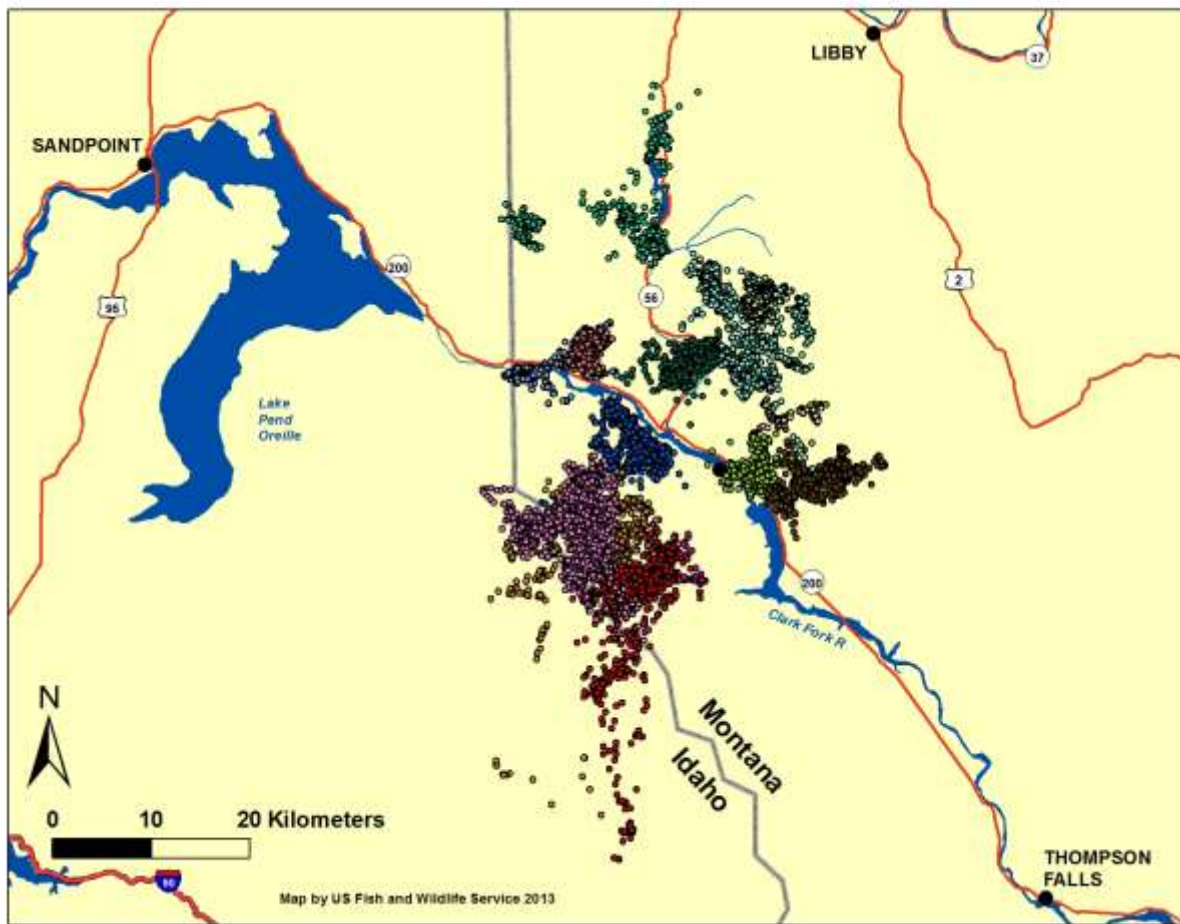 LIBBY
37
SANDPOINT
200
2
95
56
Lake
Pend
Oreille
200
Clark Fork R
N
Montana
Idaho
0 10 20 Kilometers
THOMPSON
FALLS
90
Map by US Fish and Wildlife Service 2013